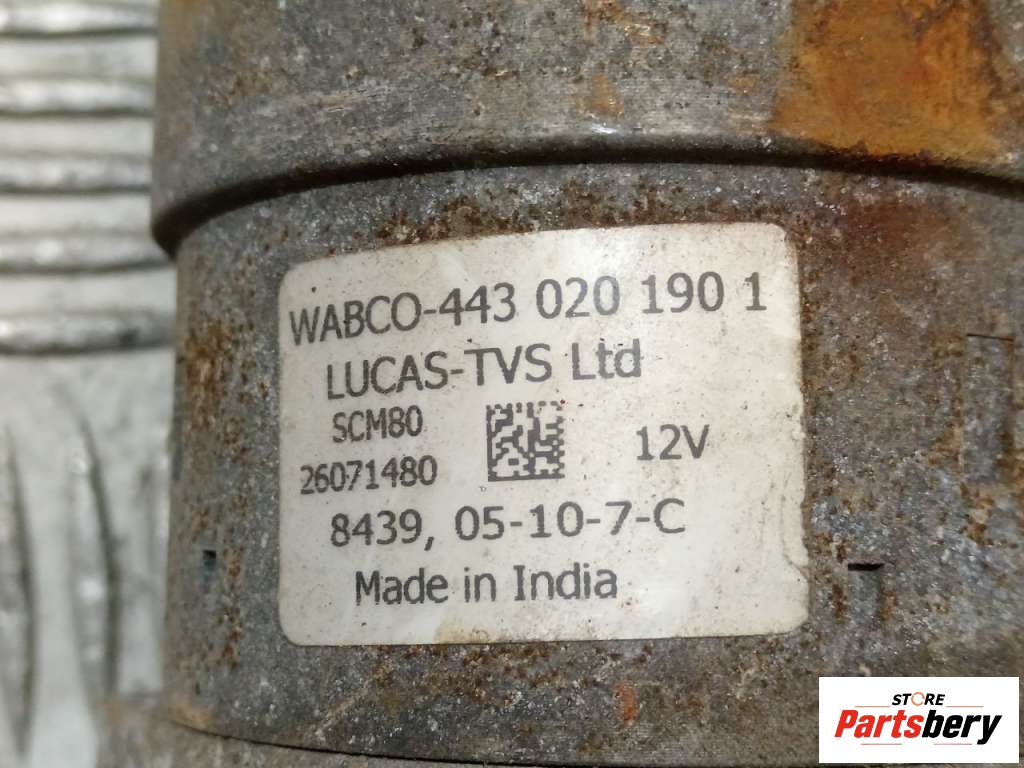 WABCO-443 020 190 1
LUCAS-TVS Ltd
SCM80
12V
26071480
8439, 05-10-7-C
Made in India
STORE
Partsbery